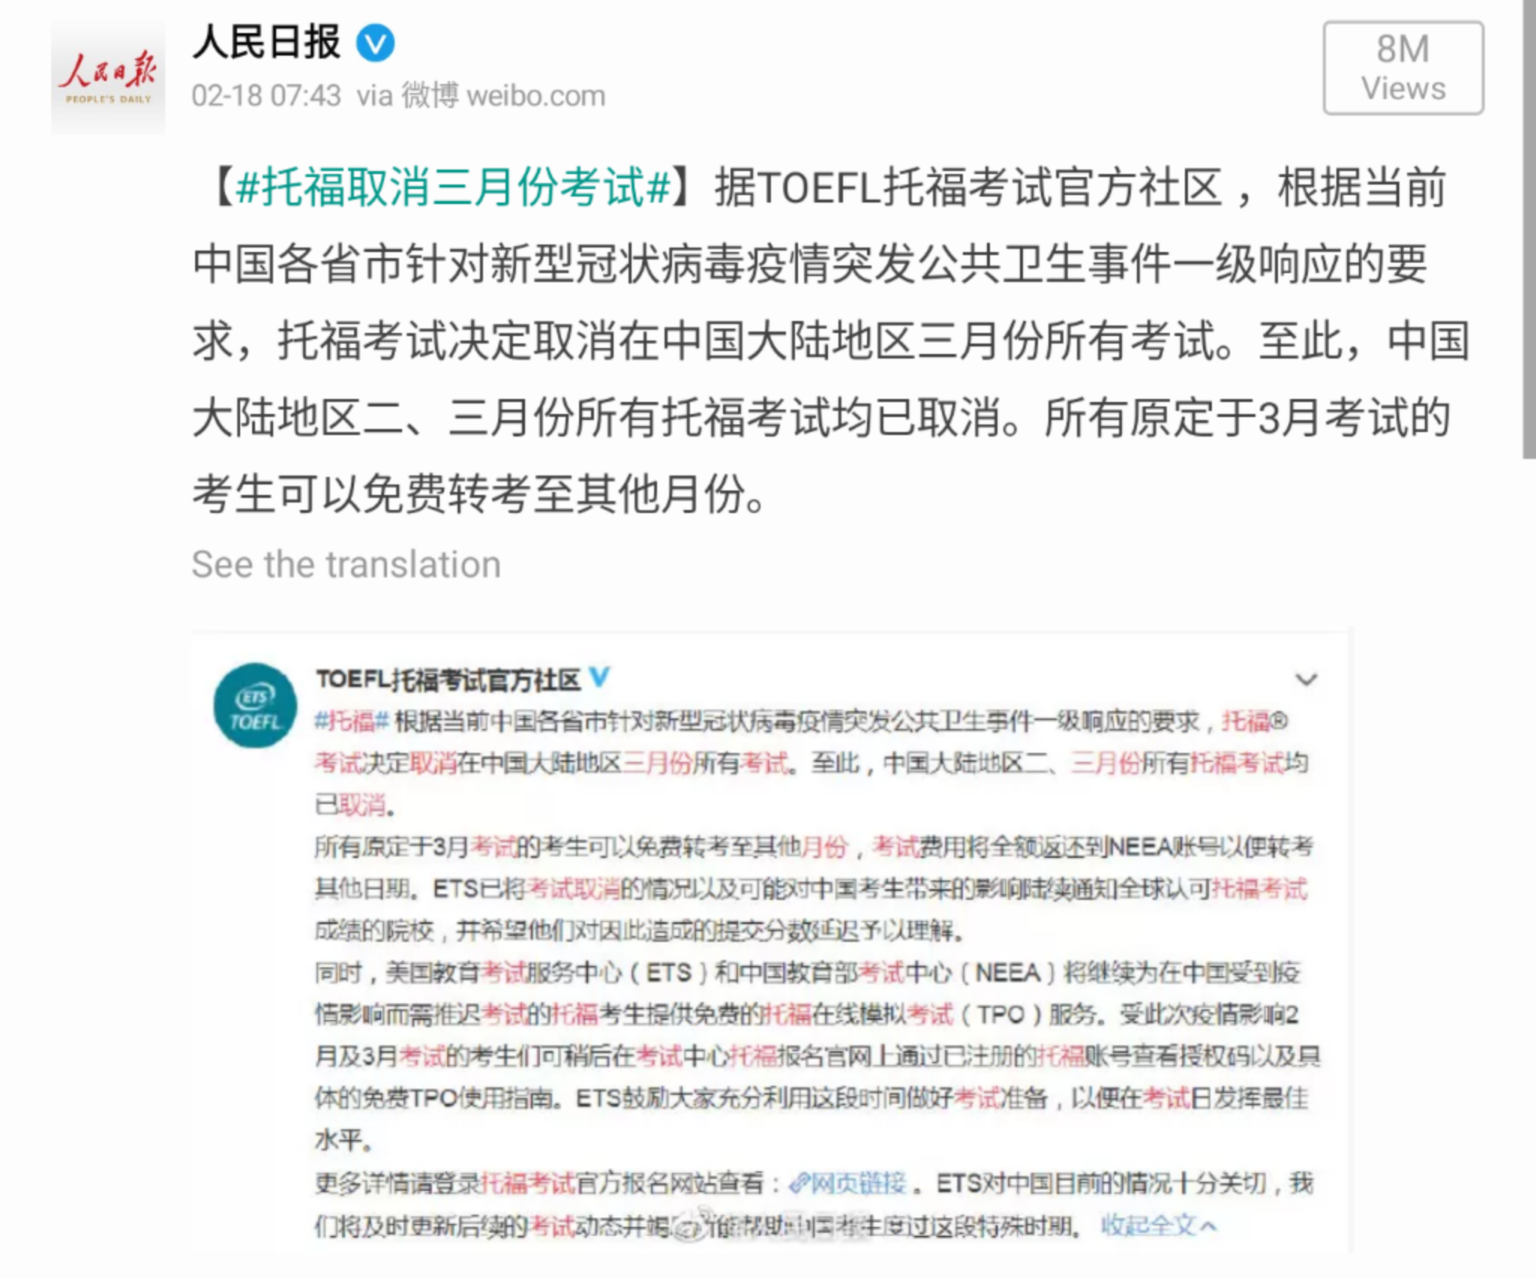 人民日报
PEOPLE'S DAILY
人民日报
02-18 07:43 via 微博 weibo.com
8M
Views
【#托福取消三月份考试#】据TOEFL托福考试官方社区，根据当前
中国各省市针对新型冠状病毒疫情突发公共卫生事件一级响应的要
求，托福考试决定取消在中国大陆地区三月份所有考试。至此，中国
大陆地区二、三月份所有托福考试均已取消。所有原定于3月考试的
考生可以免费转考至其他月份。
See the translation
ETS
TOEFL
TOEFL托福考试官方社区
#托福# 根据当前中国各省市针对新型冠状病毒疫情突发公共卫生事件一级响应的要求，托福®
考试决定取消在中国大陆地区三月份所有考试。至此，中国大陆地区二、三月份所有托福考试均
已取消。
所有原定于3月考试的考生可以免费转考至其他月份，考试费用将全额返还到NEEA账号以便转考
其他日期。ETS已将考试取消的情况以及可能对中国考生带来的影响陆续通知全球认可托福考试
成绩的院校，并希望他们对因此造成的提交分数延迟予以理解。
同时，美国教育考试服务中心（ETS）和中国教育部考试中心（NEEA）将继续为在中国受到疫
情影响而需推迟考试的托福考生提供免费的托福在线模拟考试（TPO）服务。受此次疫情影响2
月及3月考试的考生们可稍后在考试中心托福报名官网上通过已注册的托福账号查看授权码以及具
体的免费TPO使用指南。ETS鼓励大家充分利用这段时间做好考试准备，以便在考试日发挥最佳
水平。
更多详情请登录托福考试官方报名网站查看：网页链接。ETS对中国目前的情况十分关切，我
们将及时更新后续的考试动态并竭 所能帮助中国考生度过这段特殊时期。 收起全文